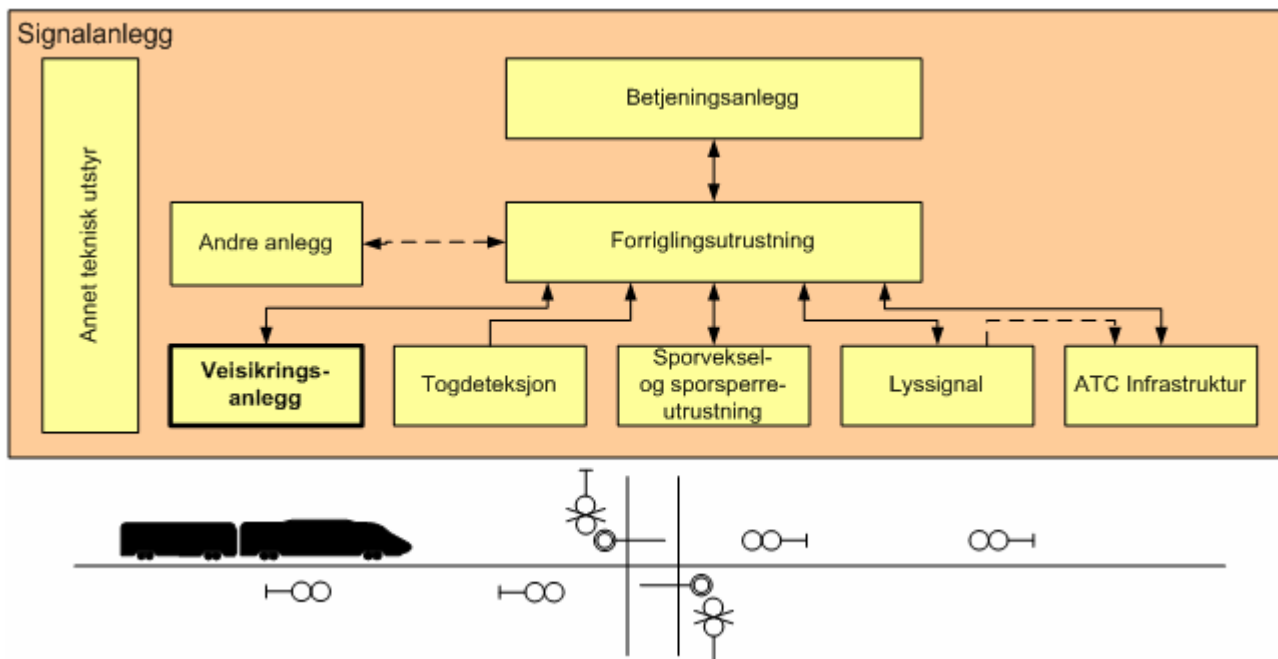 Signalanlegg
Annet teknisk utstyr
Betjeningsanlegg
Andre anlegg
Forriglingsutrustning
Veisikrings-
anlegg
Togdeteksjon
Sporveksel-
og sporsperre-
utrustning
Lyssignal
ATC Infrastruktur